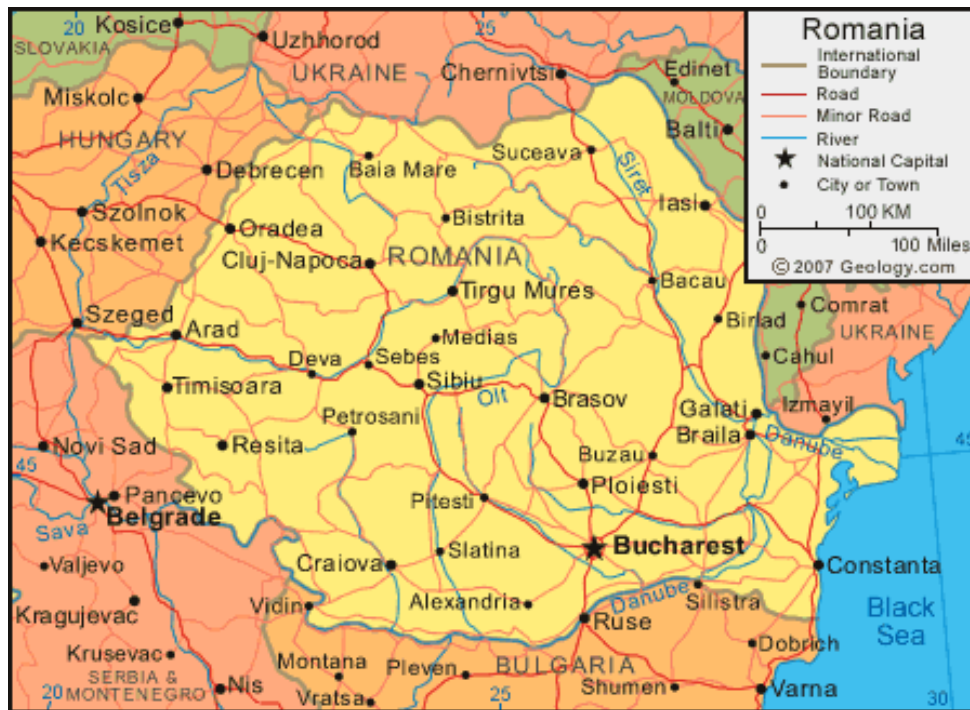 20
Kosice
SLOVAKIA
Uzhhorod
25
UKRAINE
Chernivtsi
Edinet
MOLDOVA
Balti
Romania
International
Boundary
Road
Minor Road
River
National Capital
City or Town
0 100 KM
0 100 Miles
© 2007 Geology.com
Miskolc
HUNGARY
Tisza
Debrecen
Baia Mare
Suceava
Siret
Szolnok
Oradea
Bistrita
Iasi
Kecskemet
Cluj-Napoca
ROMANIA
Tirgu Mures
Bacau
Szeged
Arad
Medias
Birlad
Comrat
UKRAINE
Cahul
Deva
Sebes
Timisoara
Sibiu
Olt
Brasov
Petrosani
Galati
Izmayil
Braila
Danube
Novi Sad
Resita
Buzau
45
45
Pancevo
Belgrade
Sava
Pitesti
Ploiesti
Bucharest
Valjevo
Craiova
Slatina
Constanta
Kragujevac
Vidin
Alexandria
Danube
Silistra
Black
Sea
Ruse
Krusevac
Montana
Pleven
BULGARIA
Dobrich
SERBIA &
MONTENEGRO
Nis
Vratsa
Shumen
Varna
20
25
30